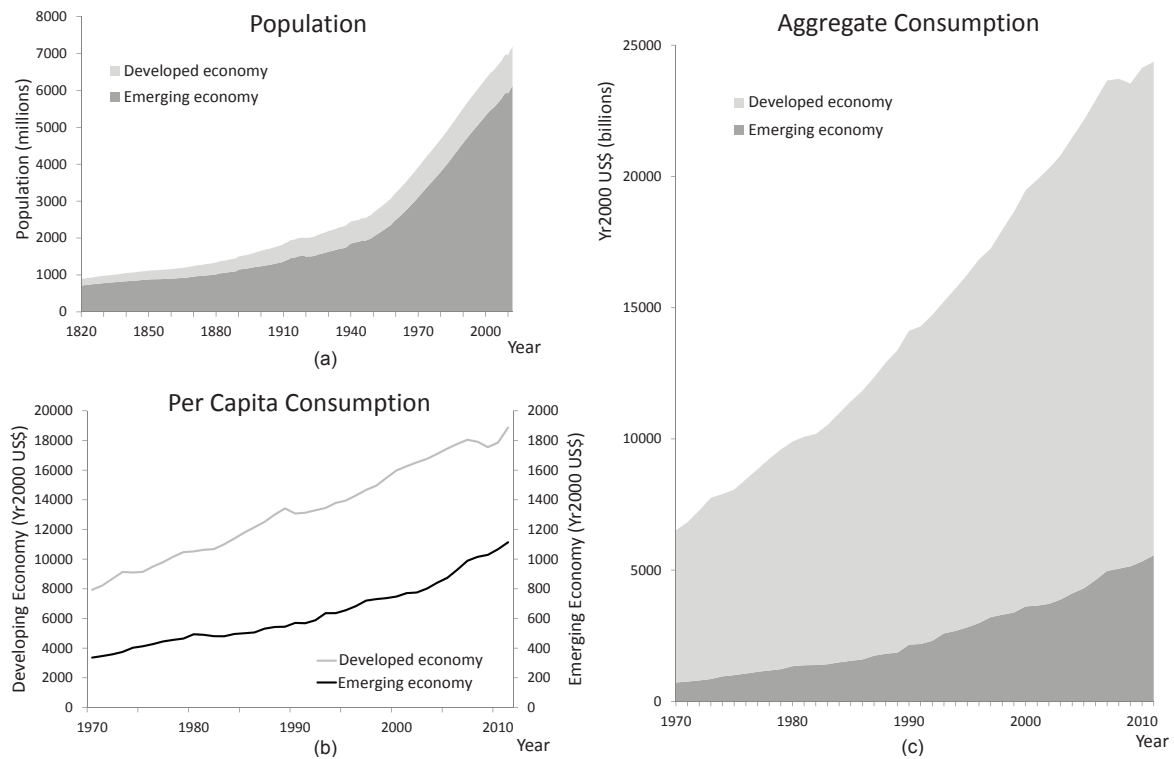 Population
Population (millions)
8000
7000
6000
5000
4000
3000
2000
1000
0
Developed economy
Emerging economy
1820 1850 1880 1910 1940 1970 2000
Year
(a)
Per Capita Consumption
Developing Economy (Yr2000 US$)
20000
18000
16000
14000
12000
10000
8000
6000
4000
2000
0
Developed economy
Emerging economy
2000
1800
1600
1400
1200
1000
800
600
400
200
0
Emerging Economy (Yr2000 US$)
1970 1980 1990 2000 2010
Year
(b)
Aggregate Consumption
Yr2000 US$ (billions)
25000
20000
15000
10000
5000
0
Developed economy
Emerging economy
1970 1980 1990 2000 2010
Year
(c)